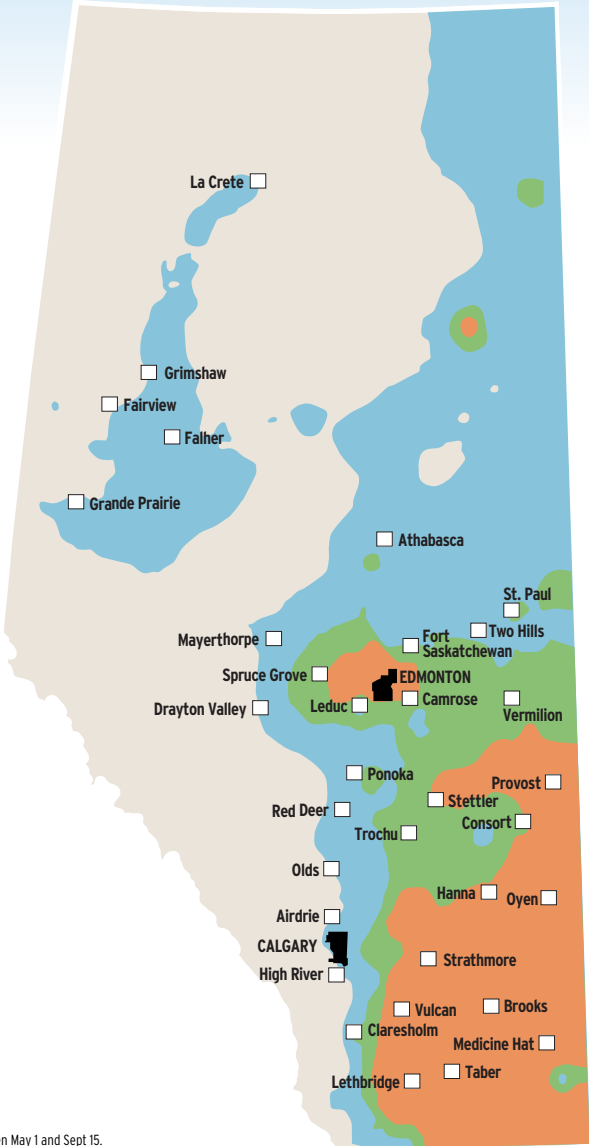 La Crete
Grimshaw
Fairview
Falher
Grande Prairie
Athabasca
St. Paul
Two Hills
Fort
Saskatchewan
Mayerthorpe
Spruce Grove
EDMONTON
Leduc
Camrose
Drayton Valley
Vermilion
Ponoka
Provost
Stettler
Red Deer
Consort
Trochu
Olds
Hanna
Oyen
Airdrie
CALGARY
Strathmore
High River
Vulcan
Brooks
Claresholm
Medicine Hat
Taber
Lethbridge
May 1 and Sept 15.